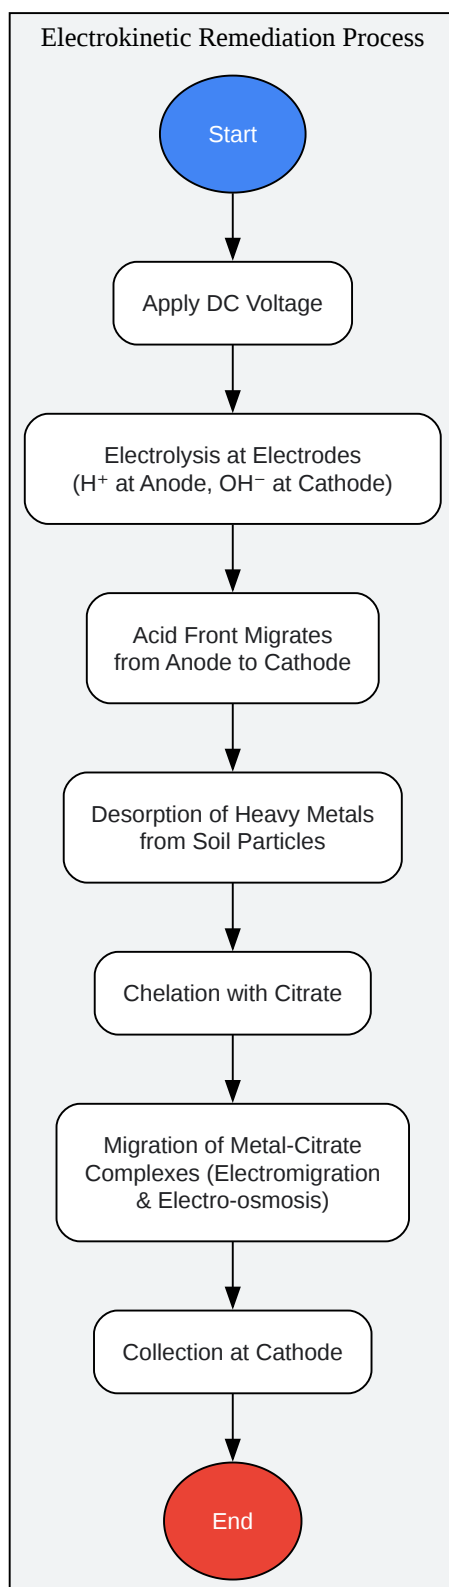 Electrokinetic Remediation Process
Start
Apply DC Voltage
Electrolysis at Electrodes
(H⁺ at Anode, OH⁻ at Cathode)
Acid Front Migrates
from Anode to Cathode
Desorption of Heavy Metals
from Soil Particles
Chelation with Citrate
Migration of Metal-Citrate
Complexes (Electromigration
& Electro-osmosis)
Collection at Cathode
End